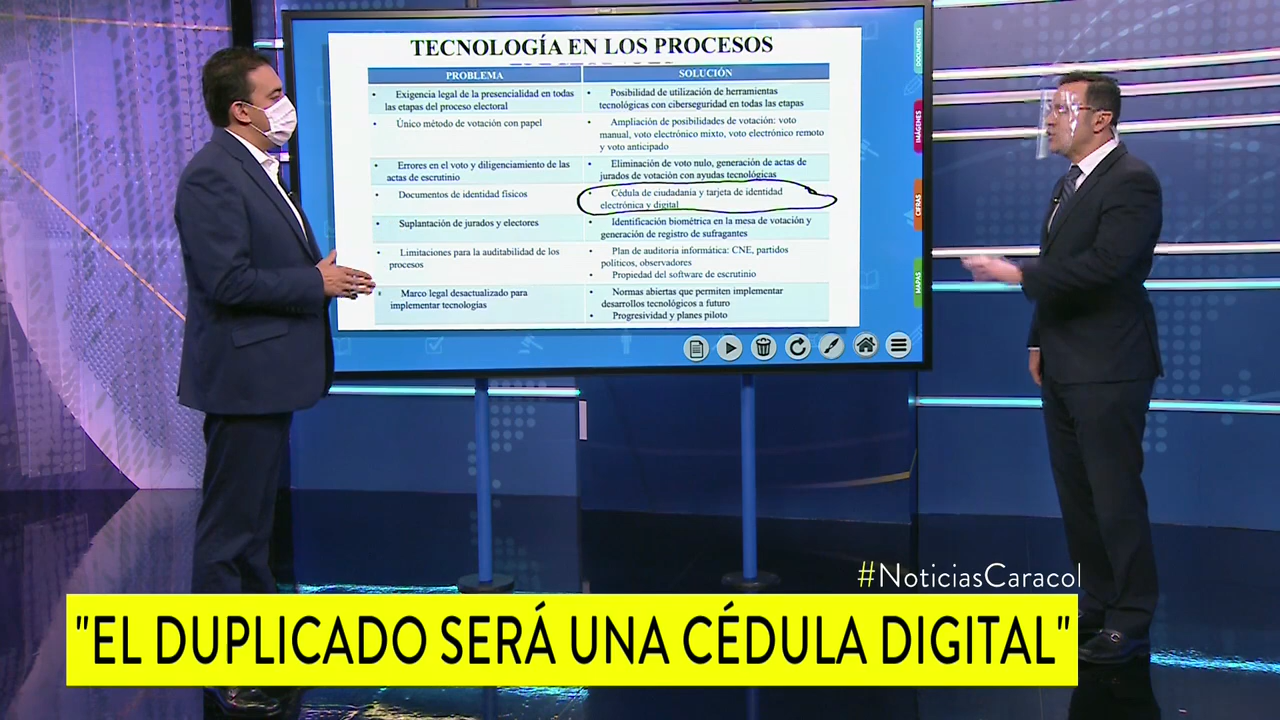 TECNOLOGÍA EN LOS PROCESOS
PROBLEMA
SOLUCIÓN
• Exigencia legal de la presencialidad en todas
las etapas del proceso electoral
• Posibilidad de utilización de herramientas
tecnológicas con ciberseguridad en todas las etapas
• Único método de votación con papel
• Ampliación de posibilidades de votación: voto
manual, voto electrónico mixto, voto electrónico remoto
y voto anticipado
• Errores en el voto y diligenciamiento de las
actas de escrutinio
• Eliminación de voto nulo, generación de actas de
jurados de votación con ayudas tecnológicas
• Documentos de identidad físicos
• Cédula de ciudadanía y tarjeta de identidad
electrónica y digital
• Suplantación de jurados y electores
• Identificación biométrica en la mesa de votación y
generación de registro de sufragantes
• Limitaciones para la auditabilidad de los
procesos
• Plan de auditoria informática: CNE, partidos
políticos, observadores
• Propiedad del software de escrutinio
• Marco legal desactualizado para
implementar tecnologías
• Normas abiertas que permiten implementar
desarrollos tecnológicos a futuro
• Progresividad y planes piloto
DOCUMENTOS
IMÁGENES
CIFRAS
MAPAS
#NoticiasCaracol
"EL DUPLICADO SERÁ UNA CÉDULA DIGITAL"